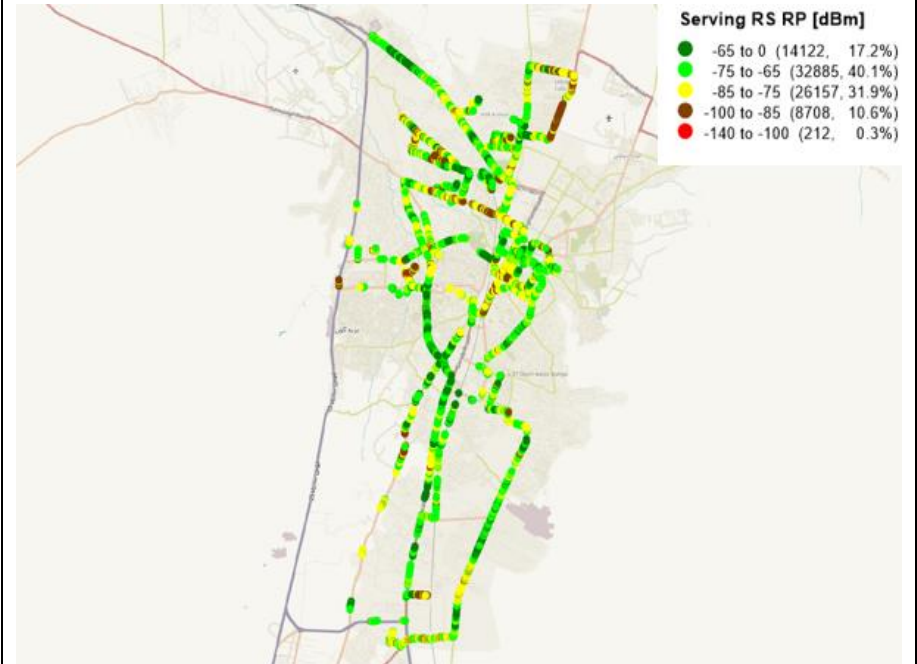 Serving RS RP [dBm]
-65 to 0 (14122, 17.2%)
-75 to -65 (32885, 40.1%)
-85 to -75 (26157, 31.9%)
-100 to -85 (8708, 10.6%)
-140 to -100 (212, 0.3%)